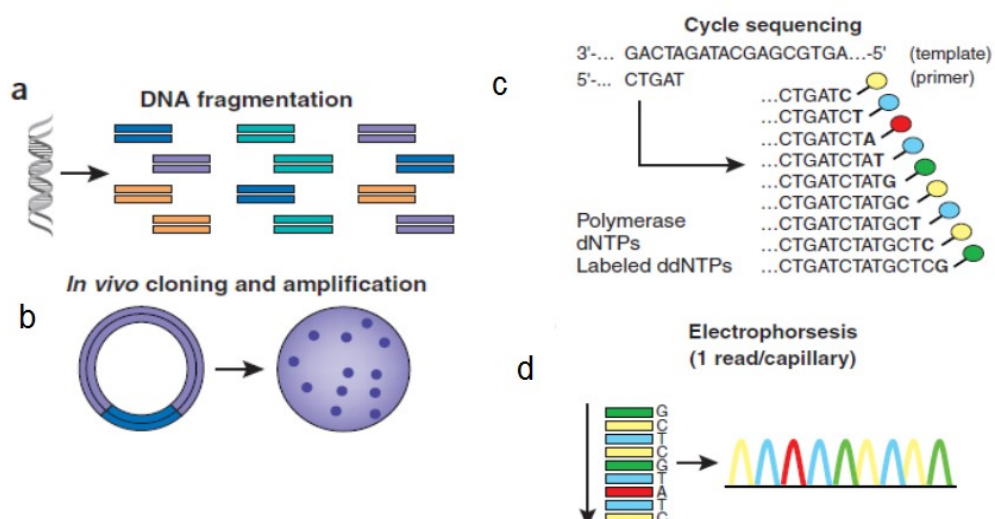 a
DNA fragmentation
In vivo cloning and amplification
b
Cycle sequencing
c
3'-... GACTAGATACGAGCGTGA...-5' (template)
5'-... CTGAT (primer)
...CTGATC
...CTGATCT
...CTGATCTA
...CTGATCTAT
...CTGATCTATG
...CTGATCTATGC
...CTGATCTATGCT
...CTGATCTATGCTC
...CTGATCTATGCTCG
Polymerase
dNTPs
Labeled ddNTPs
Electrophorsesis
(1 read/capillary)
d
G
C
T
C
G
T
A
T
C